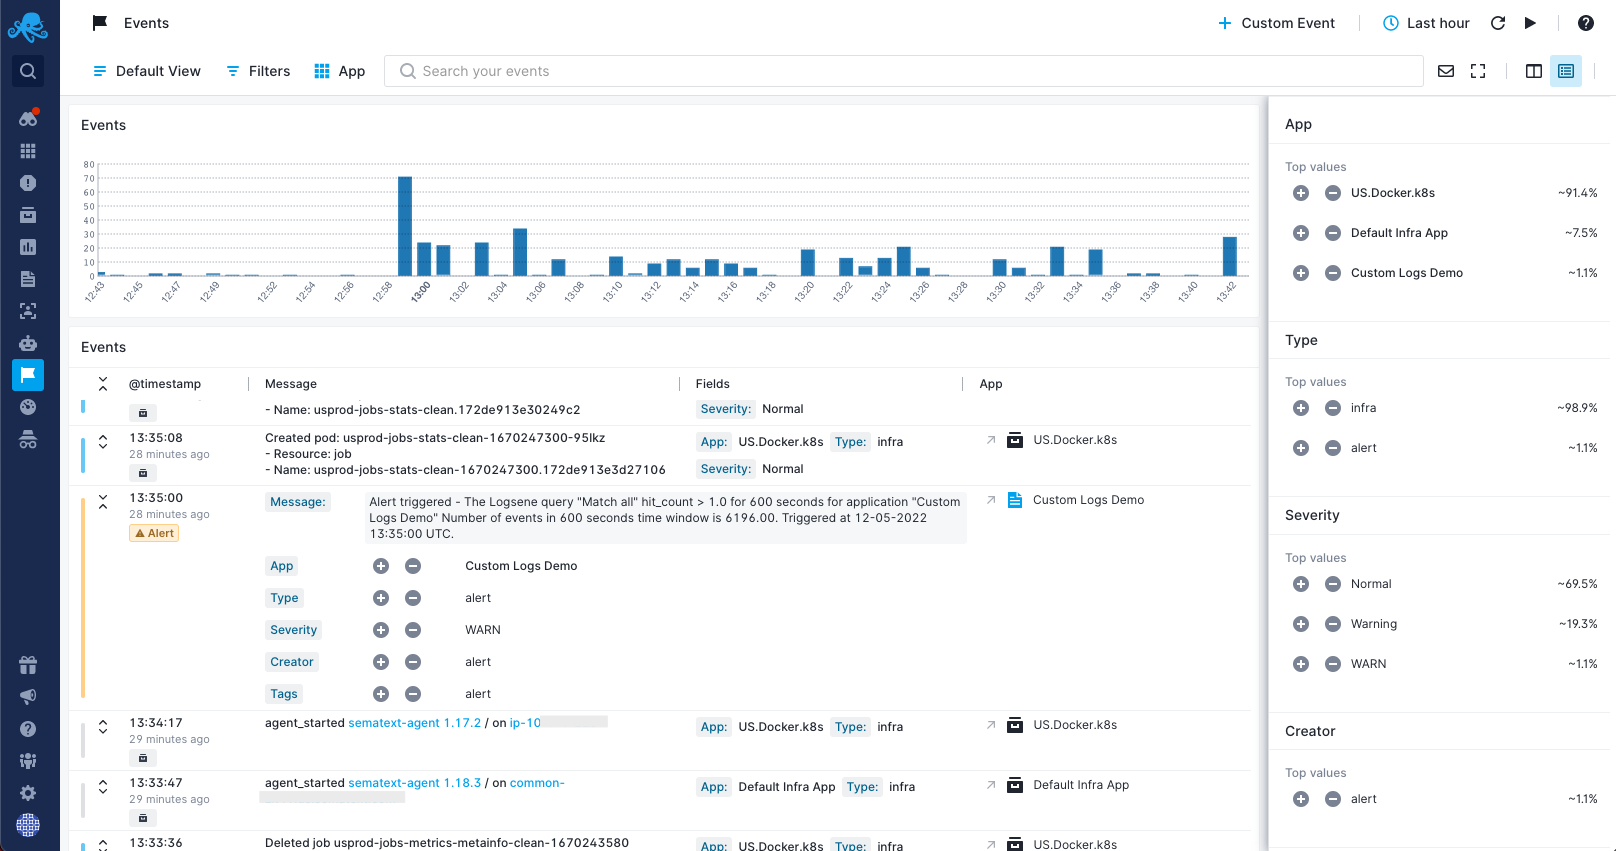 Events
Custom Event
Last hour
Default View
Filters
App
Search your events
Events
80
70
60
50
40
30
20
10
0
12:43
12:45
12:47
12:49
12:52
12:54
12:56
12:58
13:00
13:02
13:04
13:06
13:08
13:10
13:12
13:14
13:16
13:18
13:20
13:22
13:24
13:26
13:28
13:30
13:32
13:34
13:36
13:38
13:40
13:42
Events
@timestamp Message Fields App
- Name: usprod-jobs-stats-clean.172de913e30249c2 Severity: Normal
13:35:08
28 minutes ago
Created pod: usprod-jobs-stats-clean-1670247300-95lkz
- Resource: job
- Name: usprod-jobs-stats-clean-1670247300.172de913e3d27106
App: US.Docker.k8s Type: infra
Severity: Normal
US.Docker.k8s
13:35:00
28 minutes ago
Alert
Message:
Alert triggered - The Logsene query "Match all" hit_count > 1.0 for 600 seconds for application "Custom
Logs Demo" Number of events in 600 seconds time window is 6196.00. Triggered at 12-05-2022
13:35:00 UTC.
Custom Logs Demo
App Custom Logs Demo
Type alert
Severity WARN
Creator alert
Tags alert
13:34:17
29 minutes ago
agent_started sematext-agent 1.17.2 / on ip-10
App: US.Docker.k8s Type: infra
US.Docker.k8s
13:33:47
29 minutes ago
agent_started sematext-agent 1.18.3 / on common-
App: Default Infra App Type: infra
Default Infra App
13:33:36
Deleted job usprod-jobs-metrics-metainfo-clean-1670243580
App: US.Docker.k8s Type: infra
US.Docker.k8s
App
Top values
US.Docker.k8s ~91.4%
Default Infra App ~7.5%
Custom Logs Demo ~1.1%
Type
Top values
infra ~98.9%
alert ~1.1%
Severity
Top values
Normal ~69.5%
Warning ~19.3%
WARN ~1.1%
Creator
Top values
alert ~1.1%